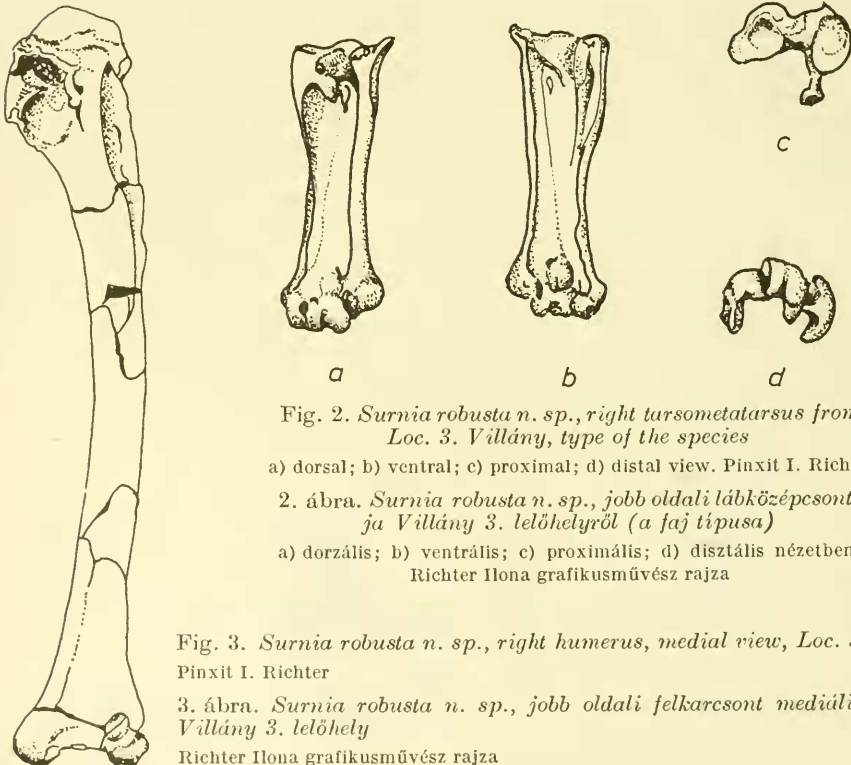 c
a
b
d
Fig. 2. Surnia robusta n. sp., right tarsometatarsus from
Loc. 3. Villány, type of the species
a) dorsal; b) ventral; c) proximal; d) distal view. Pinxit I. Rich
2. ábra. Surnia robusta n. sp., jobb oldali lábközépcsont
ja Villány 3. lelőhelyről (a faj típusa)
a) dorzális; b) ventrális; c) proximális; d) disztális nézetben
Richter Ilona grafikusművész rajza
Fig. 3. Surnia robusta n. sp., right humerus, medial view, Loc.
Pinxit I. Richter
3. ábra. Surnia robusta n. sp., jobb oldali felkarcsont mediáli
Villány 3. lelőhely
Richter Ilona grafikusművész rajza